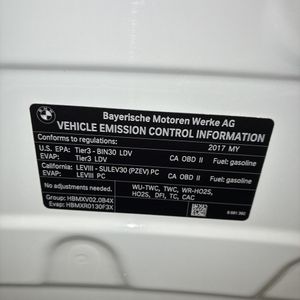 BMW
Bayerische Motoren Werke AG
VEHICLE EMISSION CONTROL INFORMATION
Conforms to regulations: 2017 MY
U.S. EPA: Tier3 - BIN30 LDV CA OBD II Fuel: gasoline
EVAP: Tier3 LDV
California: LEVIII - SULEV30 (PZEV) PC CA OBD II Fuel: gasoline
EVAP: LEVIII PC
No adjustments needed. WU-TWC, TWC, WR-HO2S,
HO2S, DFI, TC, CAC
Group: HBMXV02.0B4X
Evap: HBMXR0130F3X